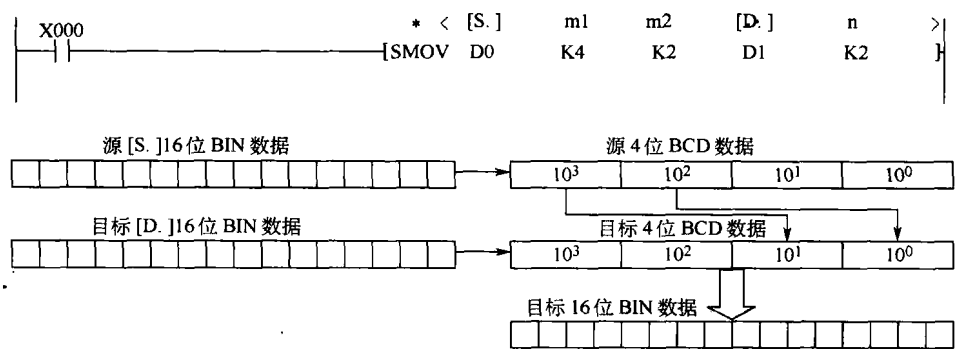 X000 * < [S.] m1 m2 [D.] n >
[SMOV D0 K4 K2 D1 K2 ]
源 [S.]16位 BIN 数据 源 4位 BCD 数据
10³ 10² 10¹ 10⁰
目标 [D.]16位 BIN 数据 目标 4位 BCD 数据
10³ 10² 10¹ 10⁰
目标 16位 BIN 数据